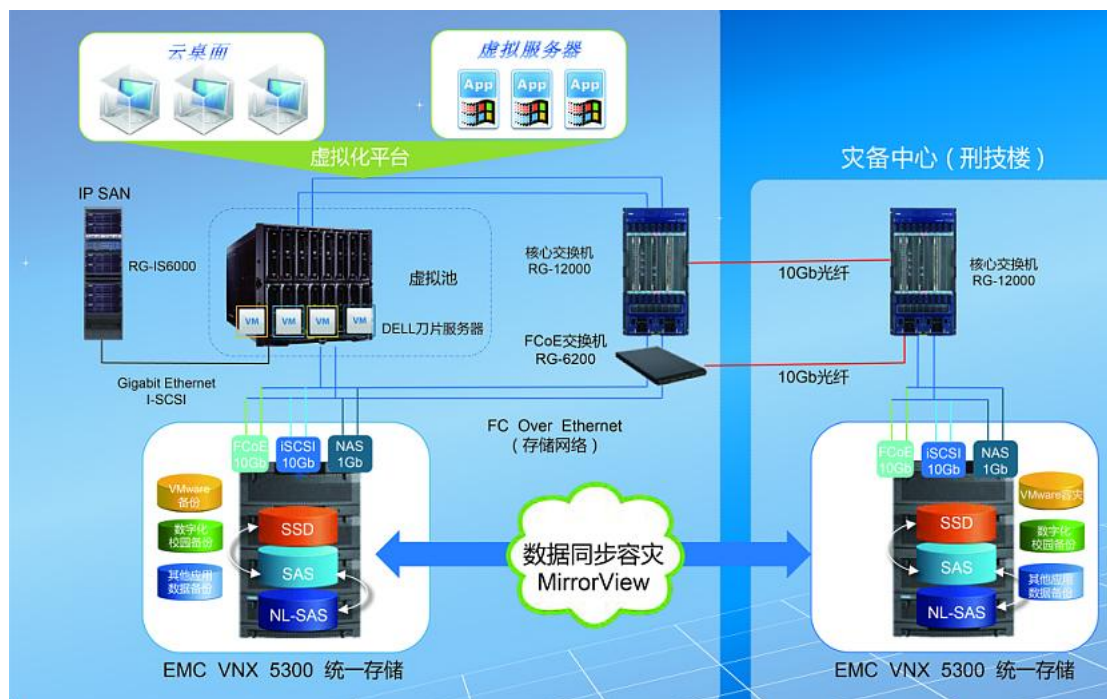 云桌面
虚拟服务器
App
App
App
虚拟化平台
灾备中心(刑技楼)
IP SAN
RG-IS6000
虚拟池
VM
VM
VM
VM
DELL刀片服务器
核心交换机
RG-12000
10Gb光纤
核心交换机
RG-12000
FCoE交换机
RG-6200
10Gb光纤
Gigabit Ethernet
I-SCSI
FC Over Ethernet
(存储网络)
FCoE
10Gb
iSCSI
10Gb
NAS
1Gb
VMware
备份
数字化
校园备份
其他应用
数据备份
SSD
SAS
NL-SAS
EMC VNX 5300 统一存储
数据同步容灾
MirrorView
FCoE
10Gb
iSCSI
10Gb
NAS
1Gb
SSD
SAS
NL-SAS
VMware容灾
数字化
校园备份
其他应用
数据备份
EMC VNX 5300 统一存储